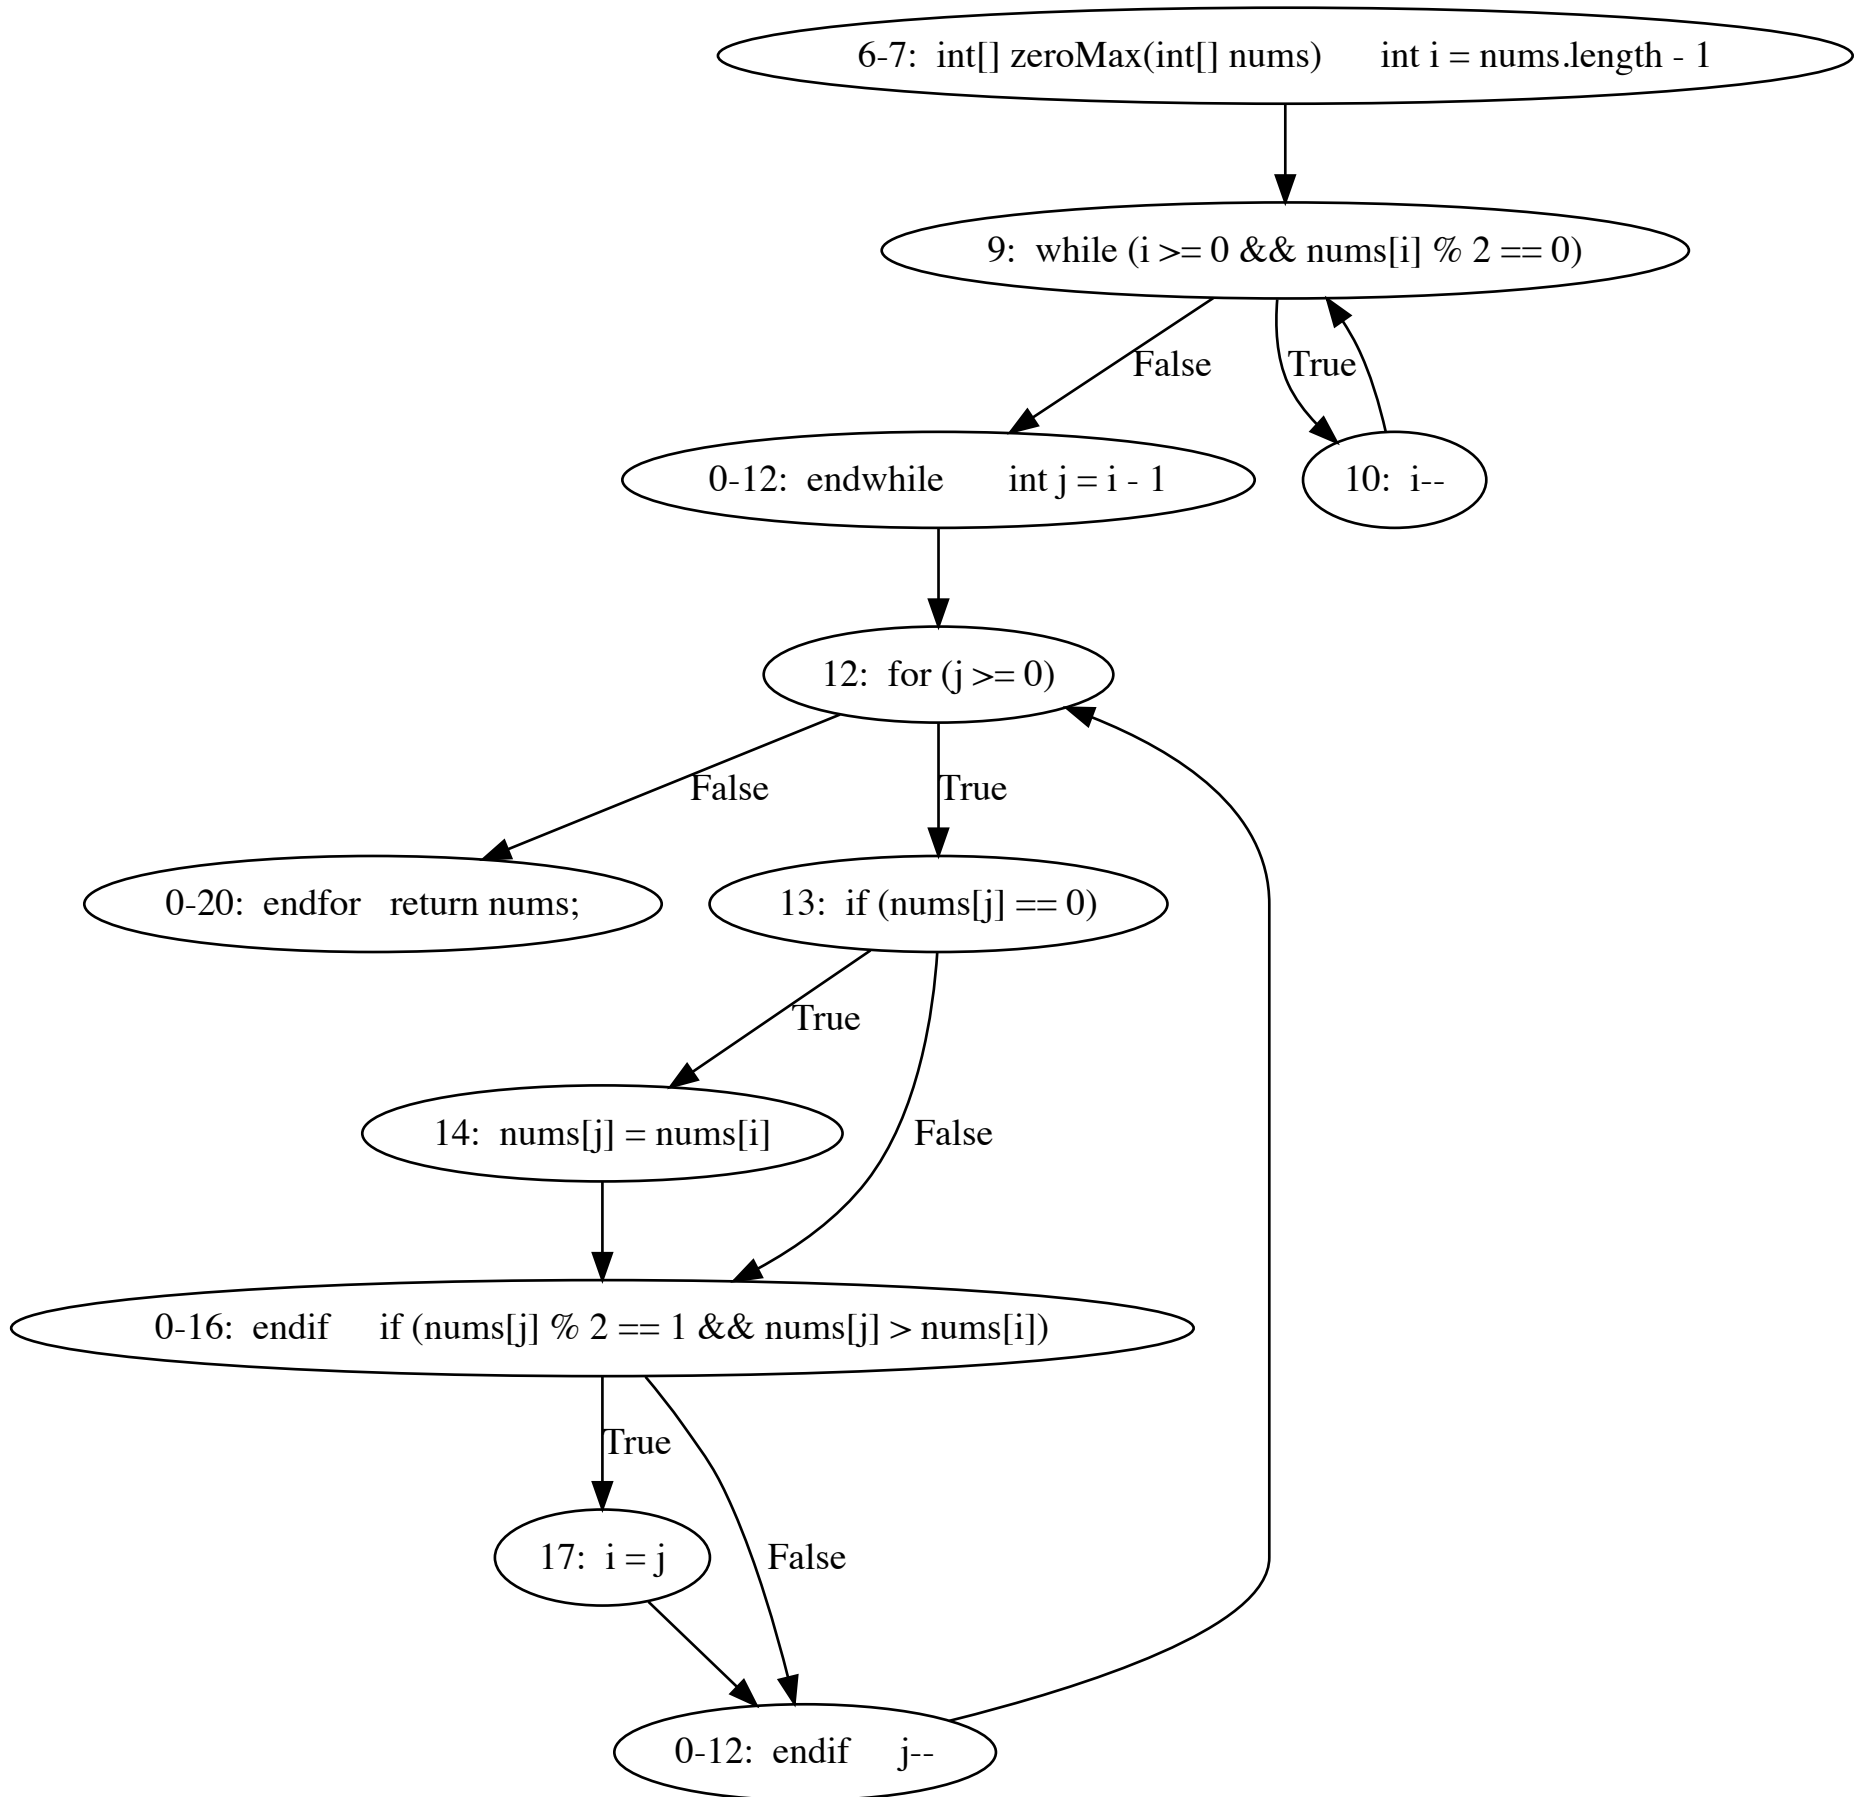 6-7: int[] zeroMax(int[] nums) int i = nums.length - 1
9: while (i >= 0 && nums[i] % 2 == 0)
False
True
0-12: endwhile int j = i - 1
10: i--
12: for (j >= 0)
False
True
0-20: endfor return nums;
13: if (nums[j] == 0)
True
14: nums[j] = nums[i]
False
0-16: endif if (nums[j] % 2 == 1 && nums[j] > nums[i])
True
17: i = j
False
0-12: endif j--